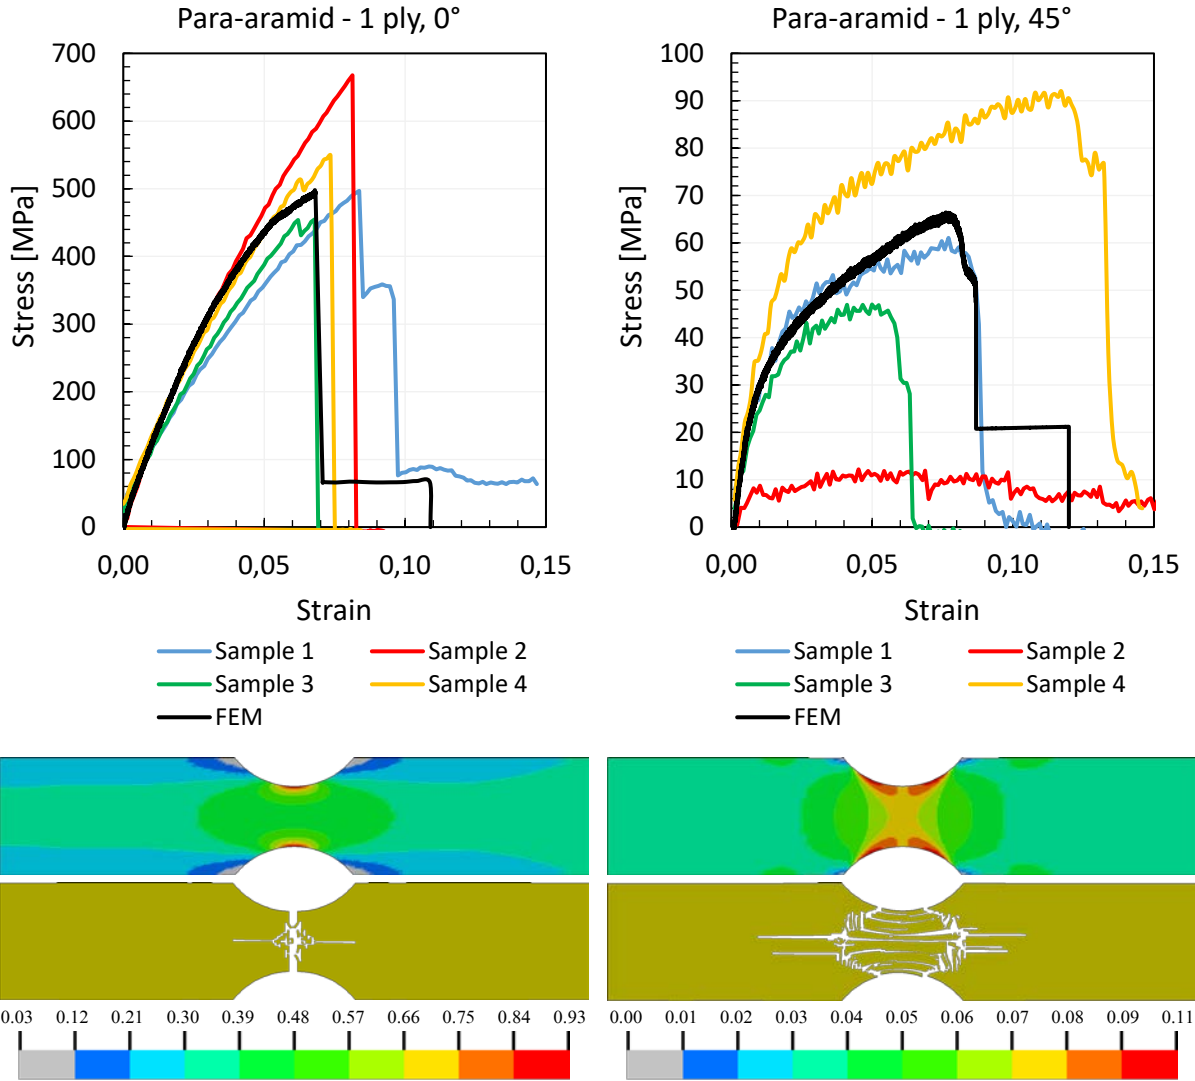 Para-aramid - 1 ply, 0°
Para-aramid - 1 ply, 45°
Stress [MPa]
700
600
500
400
300
200
100
0
0,00 0,05 0,10 0,15
Strain
Sample 1 Sample 2
Sample 3 Sample 4
FEM
Stress [MPa]
100
90
80
70
60
50
40
30
20
10
0
0,00 0,05 0,10 0,15
Strain
Sample 1 Sample 2
Sample 3 Sample 4
FEM
0.03 0.12 0.21 0.30 0.39 0.48 0.57 0.66 0.75 0.84 0.93
0.00 0.01 0.02 0.03 0.04 0.05 0.06 0.07 0.08 0.09 0.11